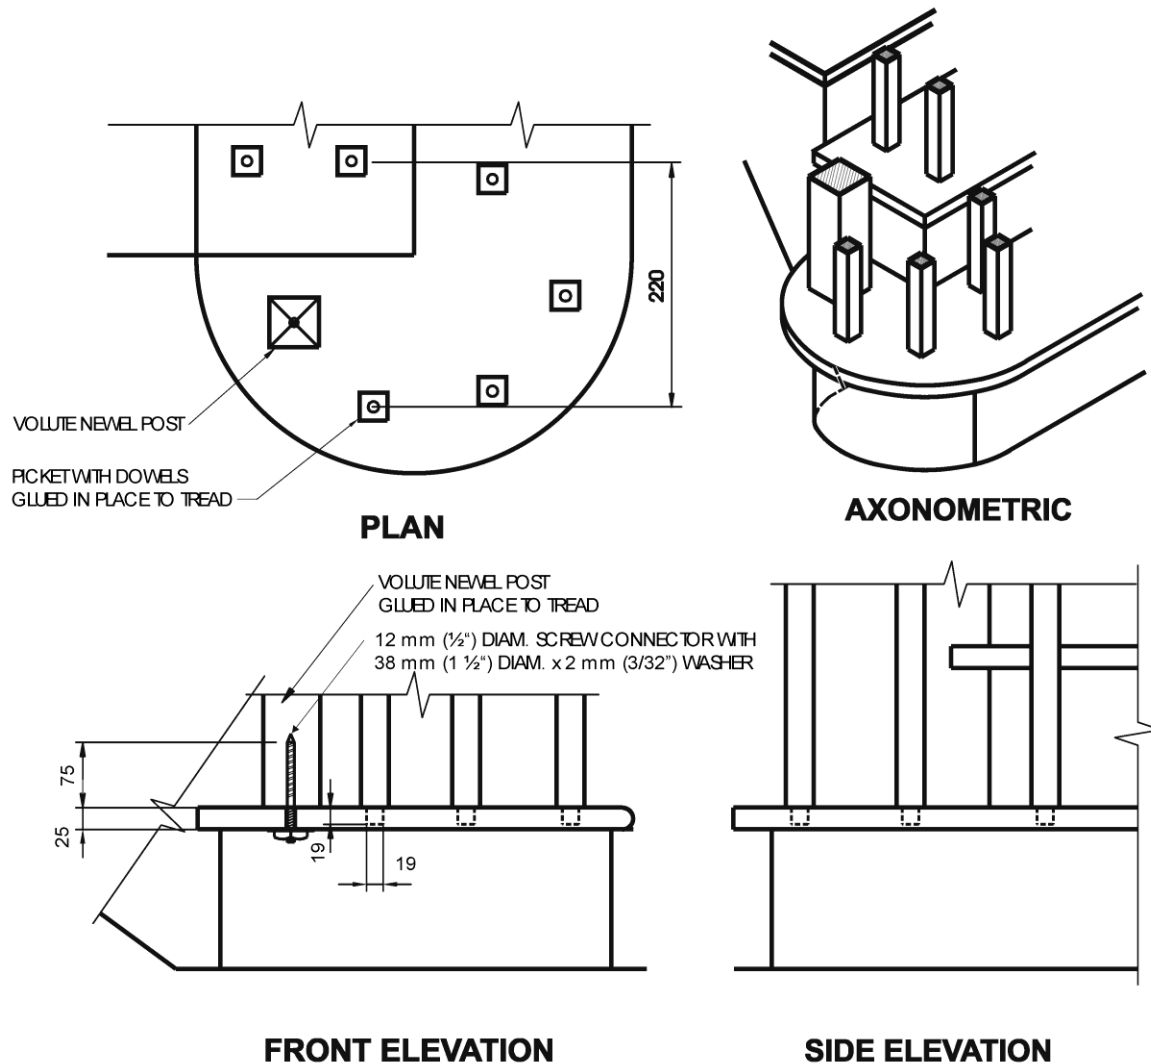 220
VOLUTE NEWEL POST
PICKET WITH DOWELS
GLUED IN PLACE TO TREAD
PLAN
AXONOMETRIC
VOLUTE NEWEL POST
GLUED IN PLACE TO TREAD
12 mm (½“) DIAM. SCREW CONNECTOR WITH
38 mm (1 ½“) DIAM. x 2 mm (3/32”) WASHER
75
25
19
19
FRONT ELEVATION
SIDE ELEVATION